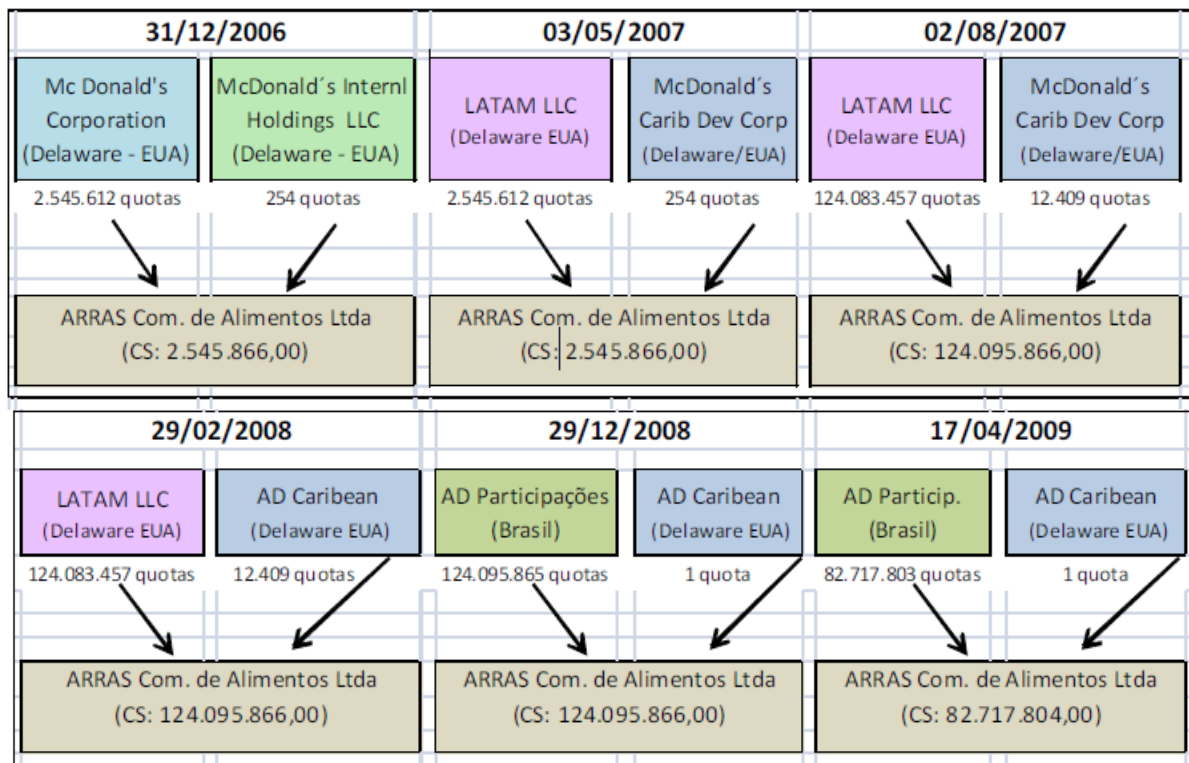 31/12/2006
03/05/2007
02/08/2007
Mc Donald's
Corporation
(Delaware - EUA)
McDonald´s Internl
Holdings LLC
(Delaware - EUA)
LATAM LLC
(Delaware EUA)
McDonald´s
Carib Dev Corp
(Delaware/EUA)
LATAM LLC
(Delaware EUA)
McDonald´s
Carib Dev Corp
(Delaware/EUA)
2.545.612 quotas
254 quotas
2.545.612 quotas
254 quotas
124.083.457 quotas
12.409 quotas
ARRAS Com. de Alimentos Ltda
(CS: 2.545.866,00)
ARRAS Com. de Alimentos Ltda
(CS: 2.545.866,00)
ARRAS Com. de Alimentos Ltda
(CS: 124.095.866,00)
29/02/2008
29/12/2008
17/04/2009
LATAM LLC
(Delaware EUA)
AD Caribean
(Delaware EUA)
AD Participações
(Brasil)
AD Caribean
(Delaware EUA)
AD Particip.
(Brasil)
AD Caribean
(Delaware EUA)
124.083.457 quotas
12.409 quotas
124.095.865 quotas
1 quota
82.717.803 quotas
1 quota
ARRAS Com. de Alimentos Ltda
(CS: 124.095.866,00)
ARRAS Com. de Alimentos Ltda
(CS: 124.095.866,00)
ARRAS Com. de Alimentos Ltda
(CS: 82.717.804,00)